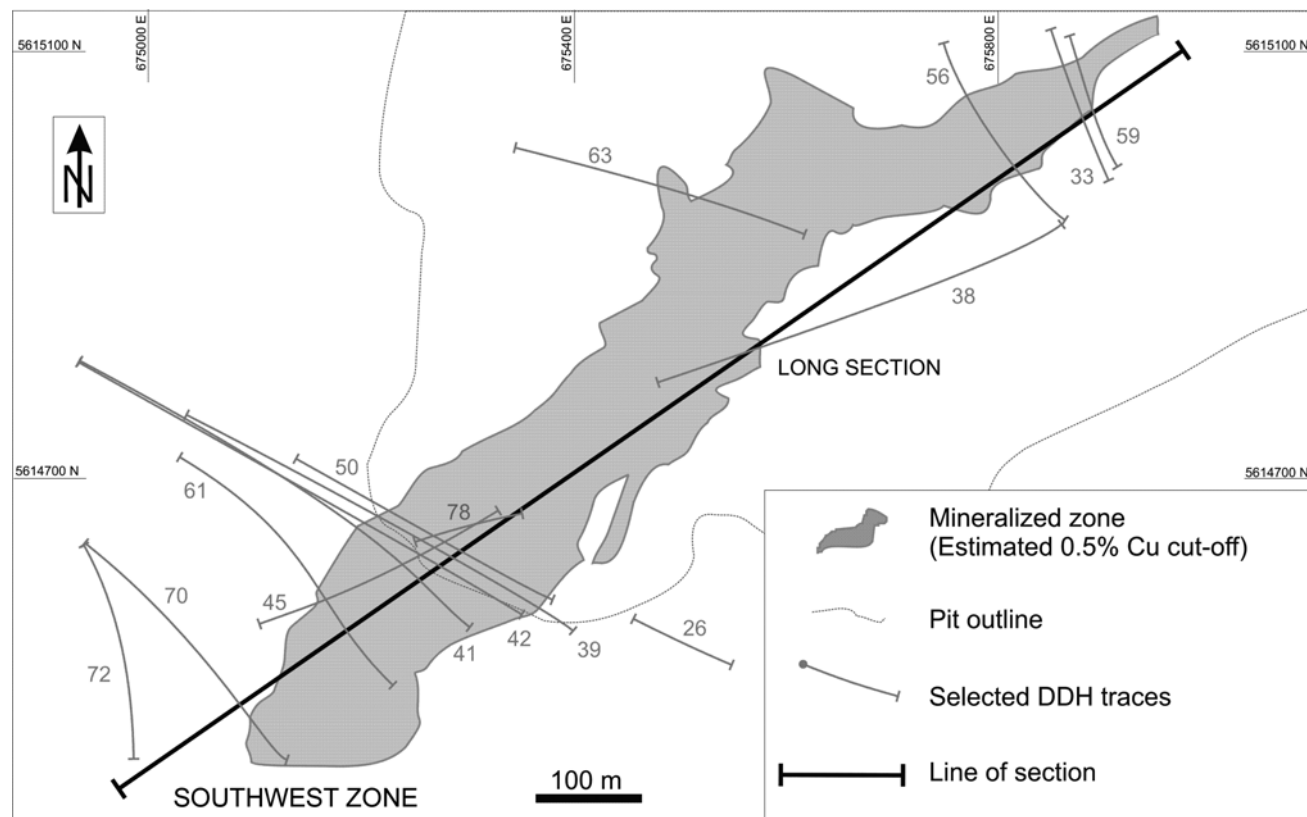 675000 E
675400 E
675800 E
5615100 N
5615100 N
N
56
59
33
63
38
LONG SECTION
50
61
5614700 N
5614700 N
78
70
45
72
41
42
39
26
Mineralized zone
(Estimated 0.5% Cu cut-off)
Pit outline
Selected DDH traces
Line of section
SOUTHWEST ZONE
100 m